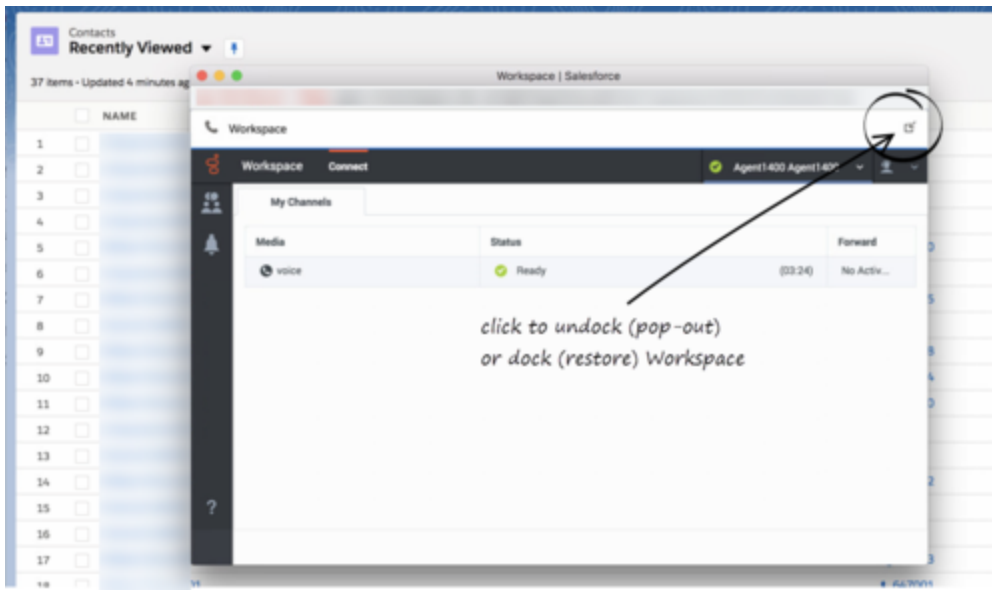 Contacts
Recently Viewed
37 items • Updated 4 minutes ag
Workspace | Salesforce
NAME
Workspace
Workspace Connect Agent1400 Agent1400
My Channels
Media Status Forward
voice Ready (03:24) No Activ...
click to undock (pop-out)
or dock (restore) Workspace
?
1
2
3
4
5
6
7
8
9
10
11
12
13
14
15
16
17
18
647001